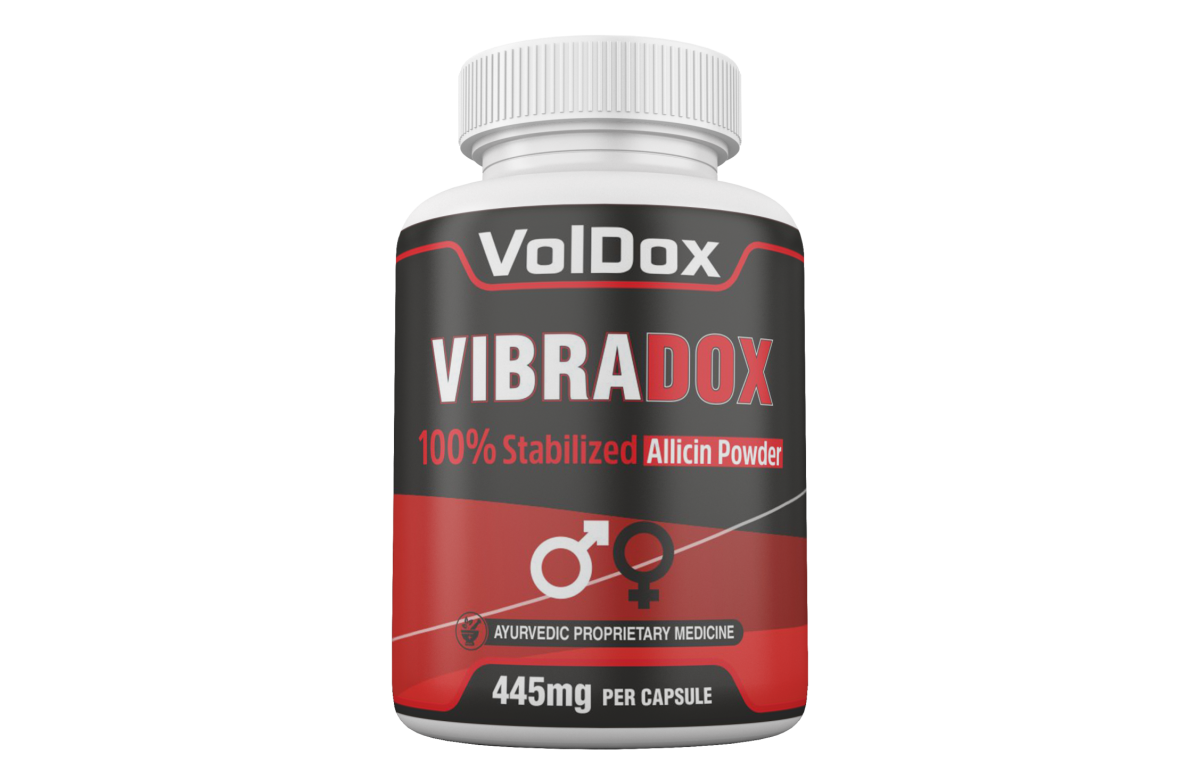 VolDox
VIBRADOX
100% Stabilized Allicin Powder
AYURVEDIC PROPRIETARY MEDICINE
445mg PER CAPSULE